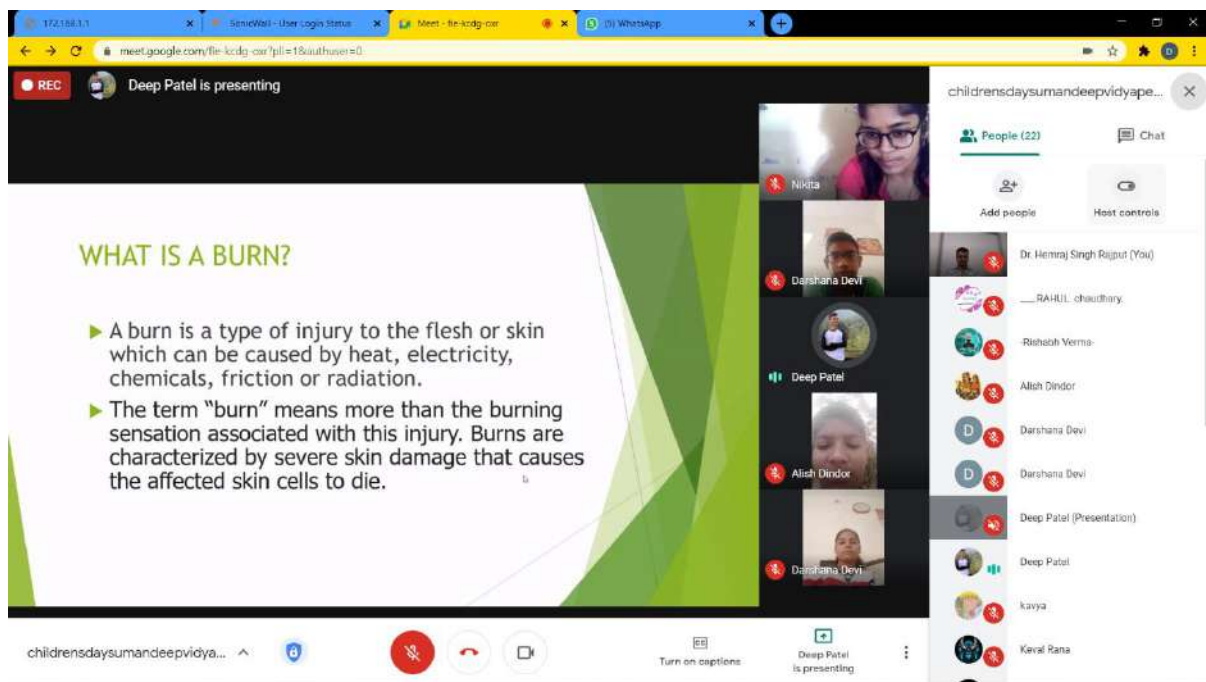 172.168.1.1
SonicWall - User Login Status
Meet - fie-kcdg-oxr
(5) WhatsApp
meet.google.com/fie-kcdg-oxr?pli=1&authuser=0
D
REC
Deep Patel is presenting
childrensdaysumandeepvidyape...
People (22)
Chat
Add people
Host controls
WHAT IS A BURN?
A burn is a type of injury to the flesh or skin
which can be caused by heat, electricity,
chemicals, friction or radiation.
The term "burn" means more than the burning
sensation associated with this injury. Burns are
characterized by severe skin damage that causes
the affected skin cells to die.
Nikita
Darshana Devi
Deep Patel
Alish Dindor
Darshana Devi
Dr. Hemraj Singh Rajput (You)
__RAHUL chaudhary.
-Rishabh Verma-
Alish Dindor
D
Darshana Devi
D
Darshana Devi
Deep Patel (Presentation)
Deep Patel
kavya
Keval Rana
childrensdaysumandeepvidya...
Turn on captions
Deep Patel
is presenting